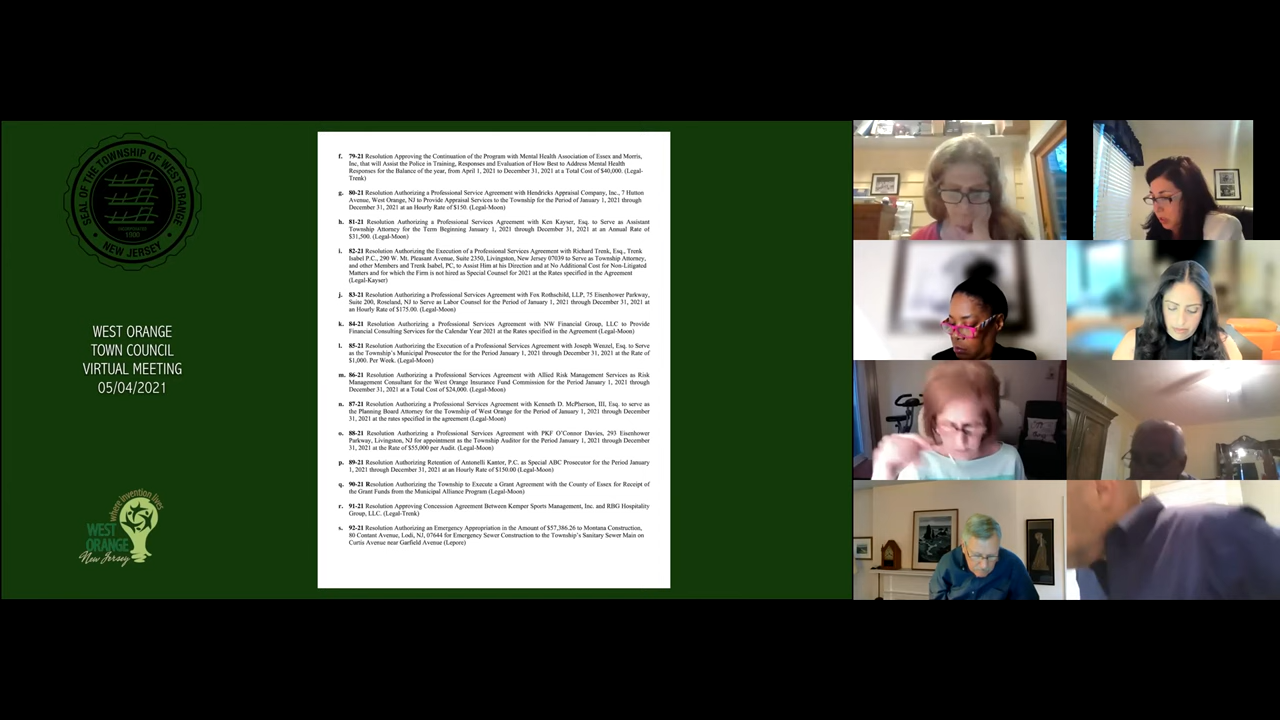 SEAL OF THE TOWNSHIP OF WEST ORANGE
INCORPORATED
1900
NEW JERSEY
WEST ORANGE
TOWN COUNCIL
VIRTUAL MEETING
05/04/2021
where invention lives
WEST
ORANGE
New Jersey
f. 79-21 Resolution Approving the Continuation of the Program with Mental Health Association of Essex and Morris,
Inc, that will Assist the Police in Training, Responses and Evaluation of How Best to Address Mental Health
Responses for the Balance of the year, from April 1, 2021 to December 31, 2021 at a Total Cost of $40,000. (Legal-
Trenk)
g. 80-21 Resolution Authorizing a Professional Service Agreement with Hendricks Appraisal Company, Inc., 7 Hutton
Avenue, West Orange, NJ to Provide Appraisal Services to the Township for the Period of January 1, 2021 through
December 31, 2021 at an Hourly Rate of $150. (Legal-Moon)
h. 81-21 Resolution Authorizing a Professional Services Agreement with Ken Kayser, Esq. to Serve as Assistant
Township Attorney for the Term Beginning January 1, 2021 through December 31, 2021 at an Annual Rate of
$31,500. (Legal-Moon)
i. 82-21 Resolution Authorizing the Execution of a Professional Services Agreement with Richard Trenk, Esq., Trenk
Isabel P.C., 290 W. Mt. Pleasant Avenue, Suite 2350, Livingston, New Jersey 07039 to Serve as Township Attorney,
and other Members and Trenk Isabel, PC, to Assist Him at his Direction and at No Additional Cost for Non-Litigated
Matters and for which the Firm is not hired as Special Counsel for 2021 at the Rates specified in the Agreement
(Legal-Kayser)
j. 83-21 Resolution Authorizing a Professional Services Agreement with Fox Rothschild, LLP, 75 Eisenhower Parkway,
Suite 200, Roseland, NJ to Serve as Labor Counsel for the Period of January 1, 2021 through December 31, 2021 at
an Hourly Rate of $175.00. (Legal-Moon)
k. 84-21 Resolution Authorizing a Professional Services Agreement with NW Financial Group, LLC to Provide
Financial Consulting Services for the Calendar Year 2021 at the Rates specified in the Agreement (Legal-Moon)
l. 85-21 Resolution Authorizing the Execution of a Professional Services Agreement with Joseph Wenzel, Esq. to Serve
as the Township's Municipal Prosecutor the for the Period January 1, 2021 through December 31, 2021 at the Rate of
$1,000. Per Week. (Legal-Moon)
m. 86-21 Resolution Authorizing a Professional Services Agreement with Allied Risk Management Services as Risk
Management Consultant for the West Orange Insurance Fund Commission for the Period January 1, 2021 through
December 31, 2021 at a Total Cost of $24,000. (Legal-Moon)
n. 87-21 Resolution Authorizing a Professional Services Agreement with Kenneth D. McPherson, III, Esq. to serve as
the Planning Board Attorney for the Township of West Orange for the Period of January 1, 2021 through December
31, 2021 at the rates specified in the agreement (Legal-Moon)
o. 88-21 Resolution Authorizing a Professional Services Agreement with PKF O'Connor Davies, 293 Eisenhower
Parkway, Livingston, NJ for appointment as the Township Auditor for the Period January 1, 2021 through December
31, 2021 at the Rate of $55,000 per Audit. (Legal-Moon)
p. 89-21 Resolution Authorizing Retention of Antonelli Kantor, P.C. as Special ABC Prosecutor for the Period January
1, 2021 through December 31, 2021 at an Hourly Rate of $150.00 (Legal-Moon)
q. 90-21 Resolution Authorizing the Township to Execute a Grant Agreement with the County of Essex for Receipt of
the Grant Funds from the Municipal Alliance Program (Legal-Moon)
r. 91-21 Resolution Approving Concession Agreement Between Kemper Sports Management, Inc. and RBG Hospitality
Group, LLC. (Legal-Trenk)
s. 92-21 Resolution Authorizing an Emergency Appropriation in the Amount of $57,386.26 to Montana Construction,
80 Contant Avenue, Lodi, NJ, 07644 for Emergency Sewer Construction to the Township's Sanitary Sewer Main on
Curtis Avenue near Garfield Avenue (Lepore)